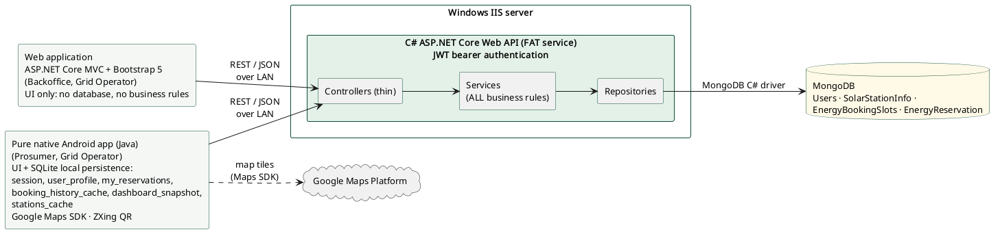 Windows IIS server
C# ASP.NET Core Web API (FAT service)
JWT bearer authentication
Web application
ASP.NET Core MVC + Bootstrap 5
(Backoffice, Grid Operator)
UI only: no database, no business rules
REST / JSON
over LAN
Controllers (thin)
Services
(ALL business rules)
Repositories
MongoDB C# driver
MongoDB
Users · SolarStationInfo ·
EnergyBookingSlots · EnergyReservation
REST / JSON
over LAN
Pure native Android app (Java)
(Prosumer, Grid Operator)
UI + SQLite local persistence:
session, user_profile, my_reservations,
booking_history_cache, dashboard_snapshot,
stations_cache
Google Maps SDK · ZXing QR
map tiles
(Maps SDK)
Google Maps Platform